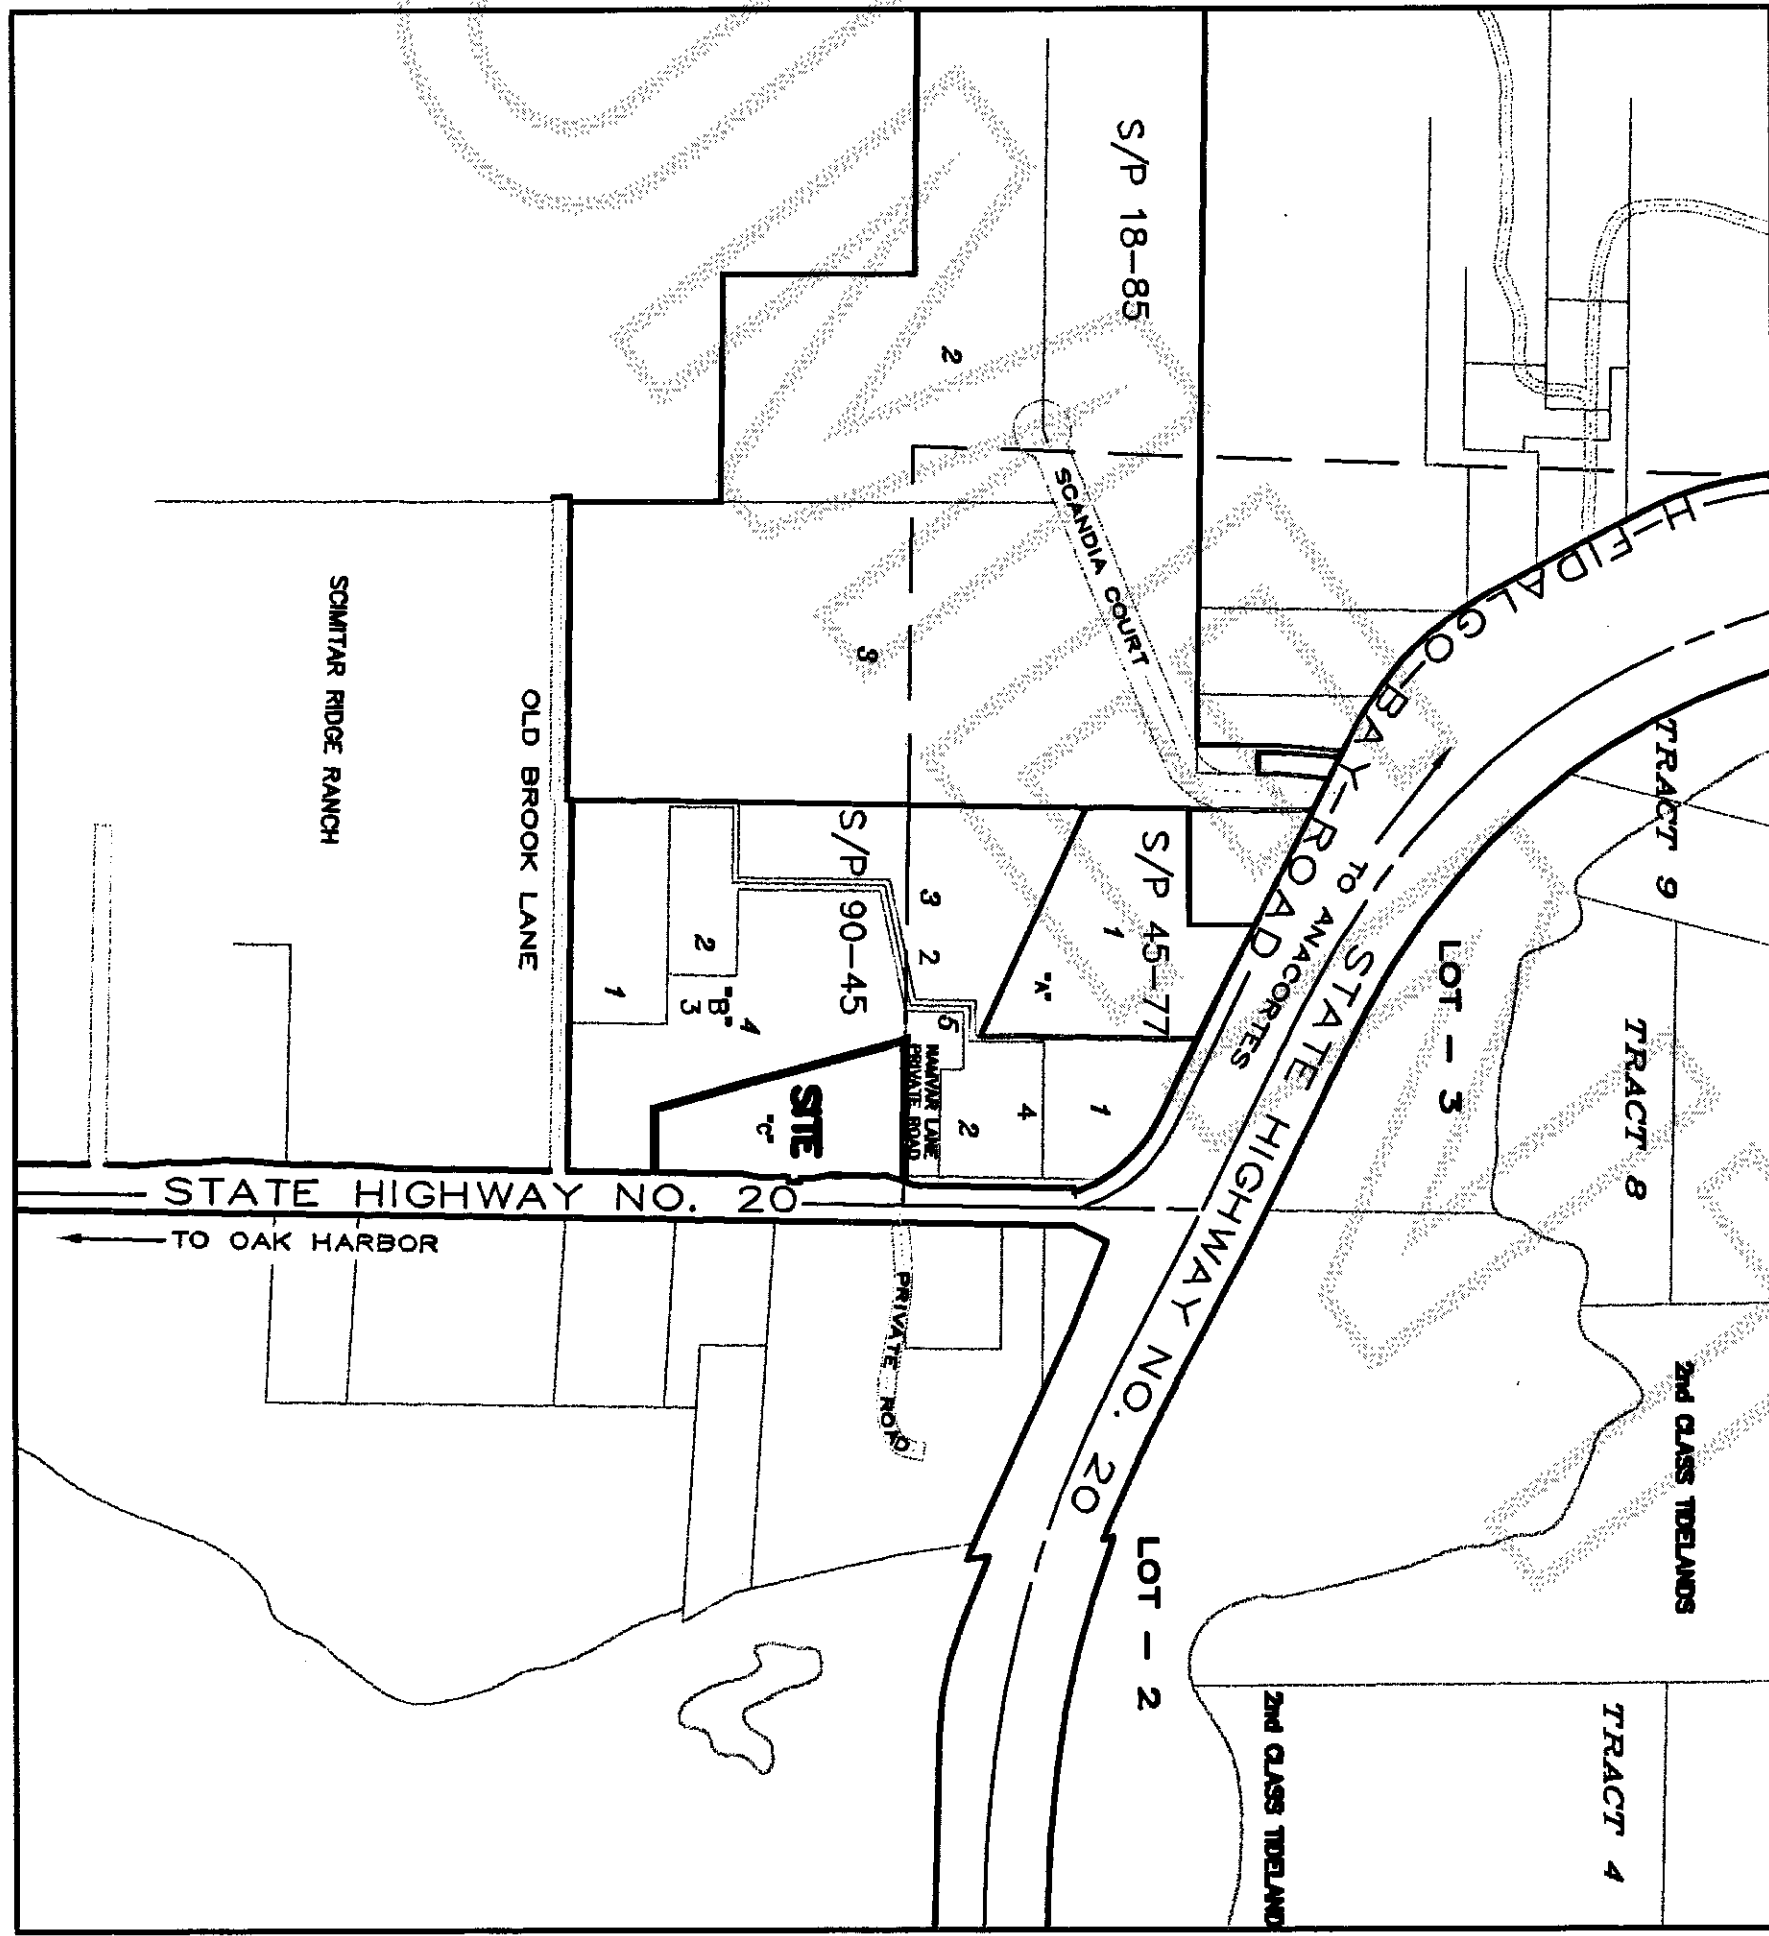 S/P 18-85
2
SCANDIA COURT
H-FIDALGO-BAY-ROAD
TRACT 9
3
SCIMITAR RIDGE RANCH
OLD BROOK LANE
S/P 90-45
S/P 45-77
TO ANACORTES
STATE HIGHWAY NO. 20
LOT - 3
TRACT 8
3
2
1
"A"
2
1
"B"
3
4
5
NAMVAR LANE
PRIVATE ROAD
SITE
"C"
2
4
1
STATE HIGHWAY NO. 20
TO OAK HARBOR
PRIVATE ROAD
2nd CLASS TIDELANDS
LOT - 2
2nd CLASS TIDELAND
TRACT 4